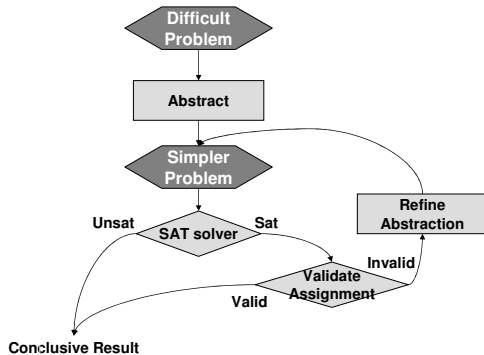 Difficult
Problem
Abstract
Simpler
Problem
Refine
Abstraction
Unsat
SAT solver
Sat
Validate
Assignment
Invalid
Valid
Conclusive Result